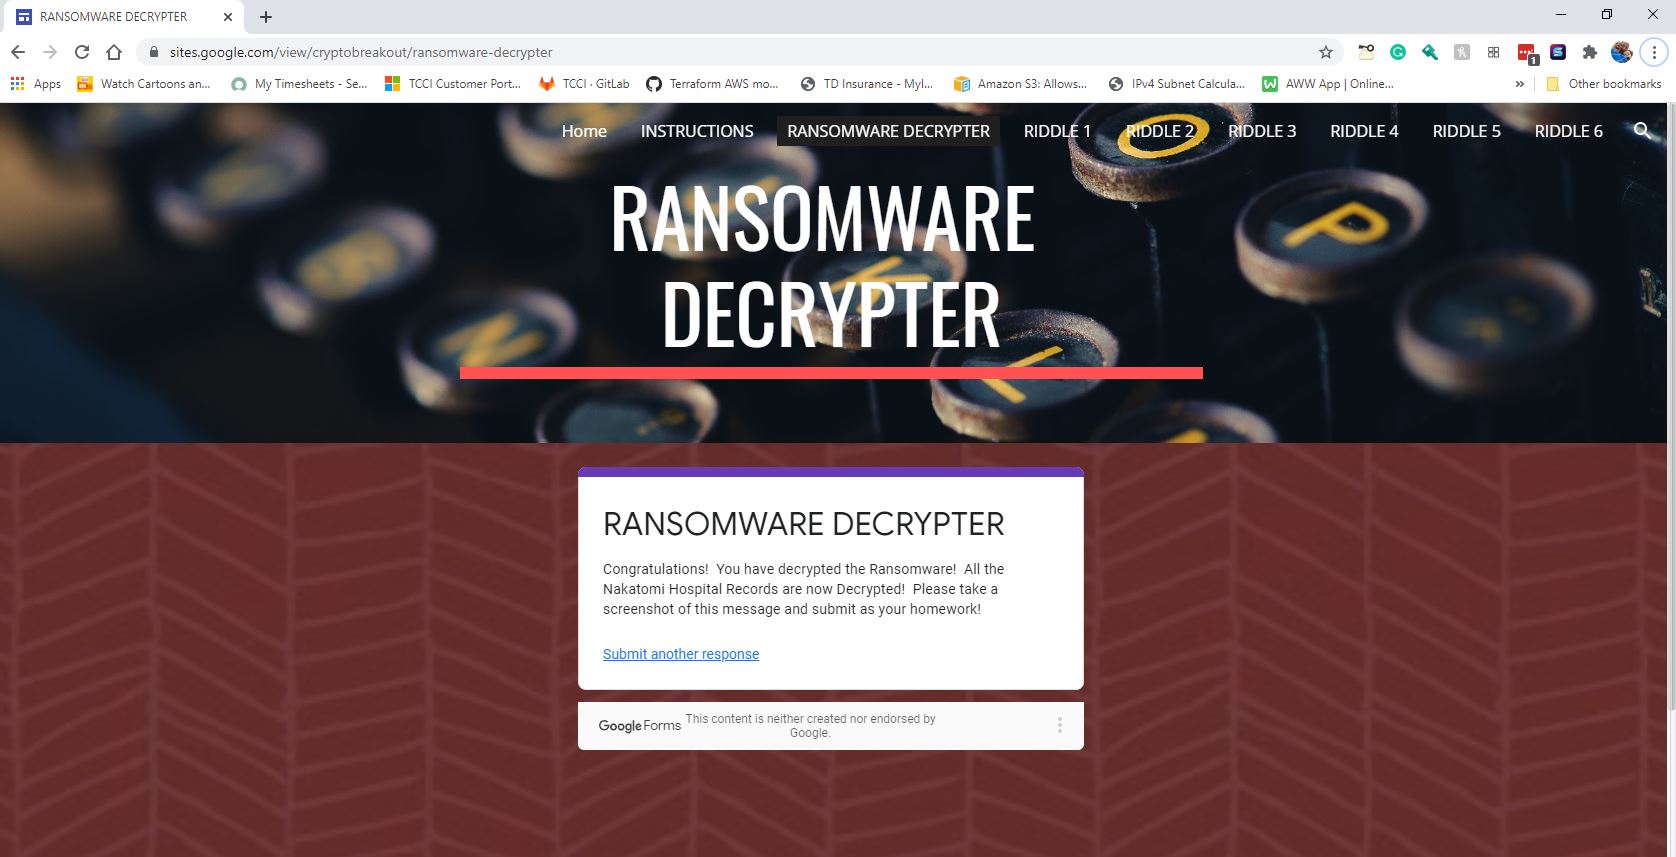 RANSOMWARE DECRYPTER
sites.google.com/view/cryptobreakout/ransomware-decrypter
1
Apps Watch Cartoons an... My Timesheets - Se... TCCI Customer Port... TCCI · GitLab Terraform AWS mo... TD Insurance - Myl... Amazon S3: Allows... IPv4 Subnet Calcula... AWW App | Online... » Other bookmarks
Home INSTRUCTIONS RANSOMWARE DECRYPTER RIDDLE 1 RIDDLE 2 RIDDLE 3 RIDDLE 4 RIDDLE 5 RIDDLE 6
RANSOMWARE
DECRYPTER
O
P
K
N
L
RANSOMWARE DECRYPTER
Congratulations! You have decrypted the Ransomware! All the
Nakatomi Hospital Records are now Decrypted! Please take a
screenshot of this message and submit as your homework!
Submit another response
Google Forms This content is neither created nor endorsed by
Google.